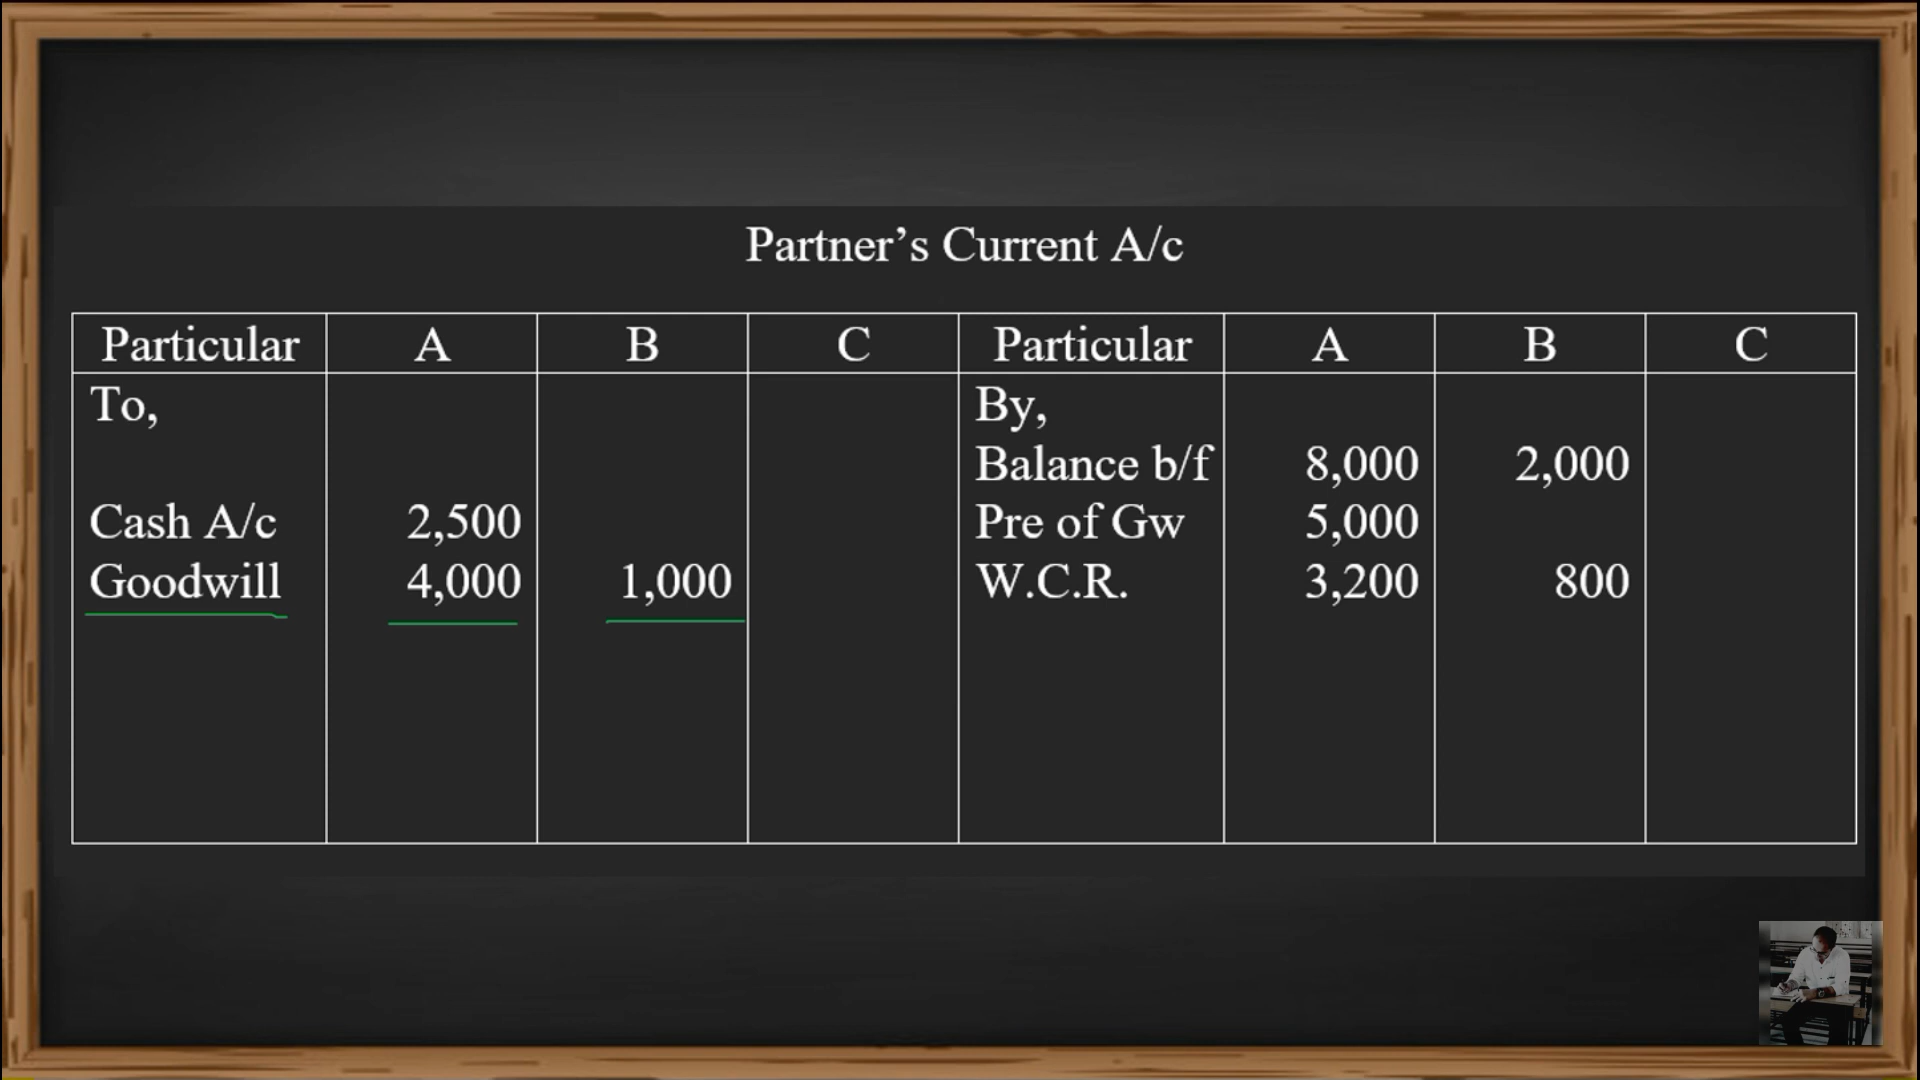 Partner’s Current A/c
Particular A B C Particular A B C
To, By,
Balance b/f 8,000 2,000
Cash A/c 2,500 Pre of Gw 5,000
Goodwill 4,000 1,000 W.C.R. 3,200 800